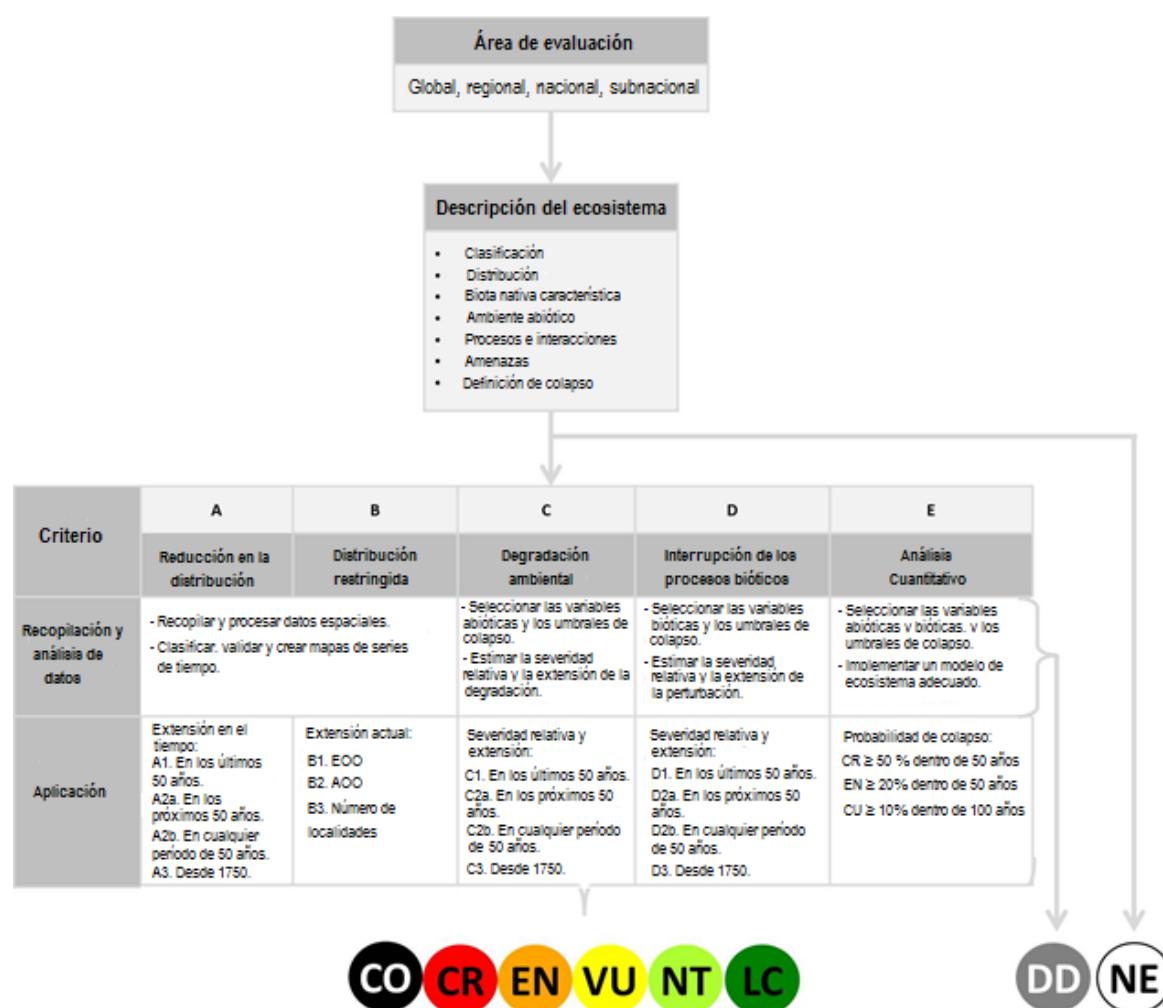 Área de evaluación
Global, regional, nacional, subnacional
Descripción del ecosistema
• Clasificación
• Distribución
• Biota nativa característica
• Ambiente abiótico
• Procesos e interacciones
• Amenazas
• Definición de colapso
Criterio
A
B
C
D
E
Reducción en la
distribución
Distribución
restringida
Degradación
ambiental
Interrupción de los
procesos bióticos
Análisis
Cuantitativo
Recopilación y
análisis de
datos
- Recopilar y procesar datos espaciales.
- Clasificar. validar y crear mapas de series
de tiempo.
- Seleccionar las variables
abióticas y los umbrales de
colapso.
- Estimar la severidad
relativa y la extensión de la
degradación.
- Seleccionar las variables
bióticas y los umbrales de
colapso.
- Estimar la severidad
relativa y la extensión de
la perturbación.
- Seleccionar las variables
abióticas v bióticas. v los
umbrales de colapso.
- Implementar un modelo de
ecosistema adecuado.
Aplicación
Extensión en el
tiempo:
A1. En los últimos
50 años.
A2a. En los
próximos 50 años.
A2b. En cualquier
período de 50 años.
A3. Desde 1750.
Extensión actual:
B1. EOO
B2. AOO
B3. Número de
localidades
Severidad relativa y
extensión:
C1. En los últimos 50 años.
C2a. En los próximos 50
años.
C2b. En cualquier período
de 50 años.
C3. Desde 1750.
Severidad relativa y
extensión:
D1. En los últimos 50 años.
D2a. En los próximos 50
años.
D2b. En cualquier período
de 50 años.
D3. Desde 1750.
Probabilidad de colapso:
CR ≥ 50 % dentro de 50 años
EN ≥ 20% dentro de 50 años
CU ≥ 10% dentro de 100 años
CO
CR
EN
VU
NT
LC
DD
NE